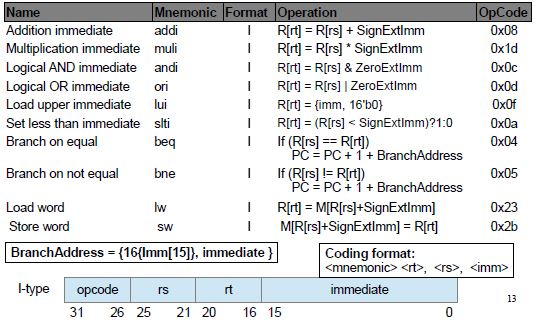 Name Mnemonic Format Operation OpCode
Addition immediate addi I R[rt] = R[rs] + SignExtImm 0x08
Multiplication immediate muli I R[rt] = R[rs] * SignExtImm 0x1d
Logical AND immediate andi I R[rt] = R[rs] & ZeroExtImm 0x0c
Logical OR immediate ori I R[rt] = R[rs] | ZeroExtImm 0x0d
Load upper immediate lui I R[rt] = {imm, 16'b0} 0x0f
Set less than immediate slti I R[rt] = (R[rs] < SignExtImm)?1:0 0x0a
Branch on equal beq I If (R[rs] == R[rt]) 0x04
PC = PC + 1 + BranchAddress
Branch on not equal bne I If (R[rs] != R[rt]) 0x05
PC = PC + 1 + BranchAddress
Load word lw I R[rt] = M[R[rs]+SignExtImm] 0x23
Store word sw I M[R[rs]+SignExtImm] = R[rt] 0x2b
BranchAddress = {16{Imm[15]}, immediate }
Coding format:
<mnemonic> <rt>, <rs>, <imm>
I-type opcode rs rt immediate
31 26 25 21 20 16 15 0
13